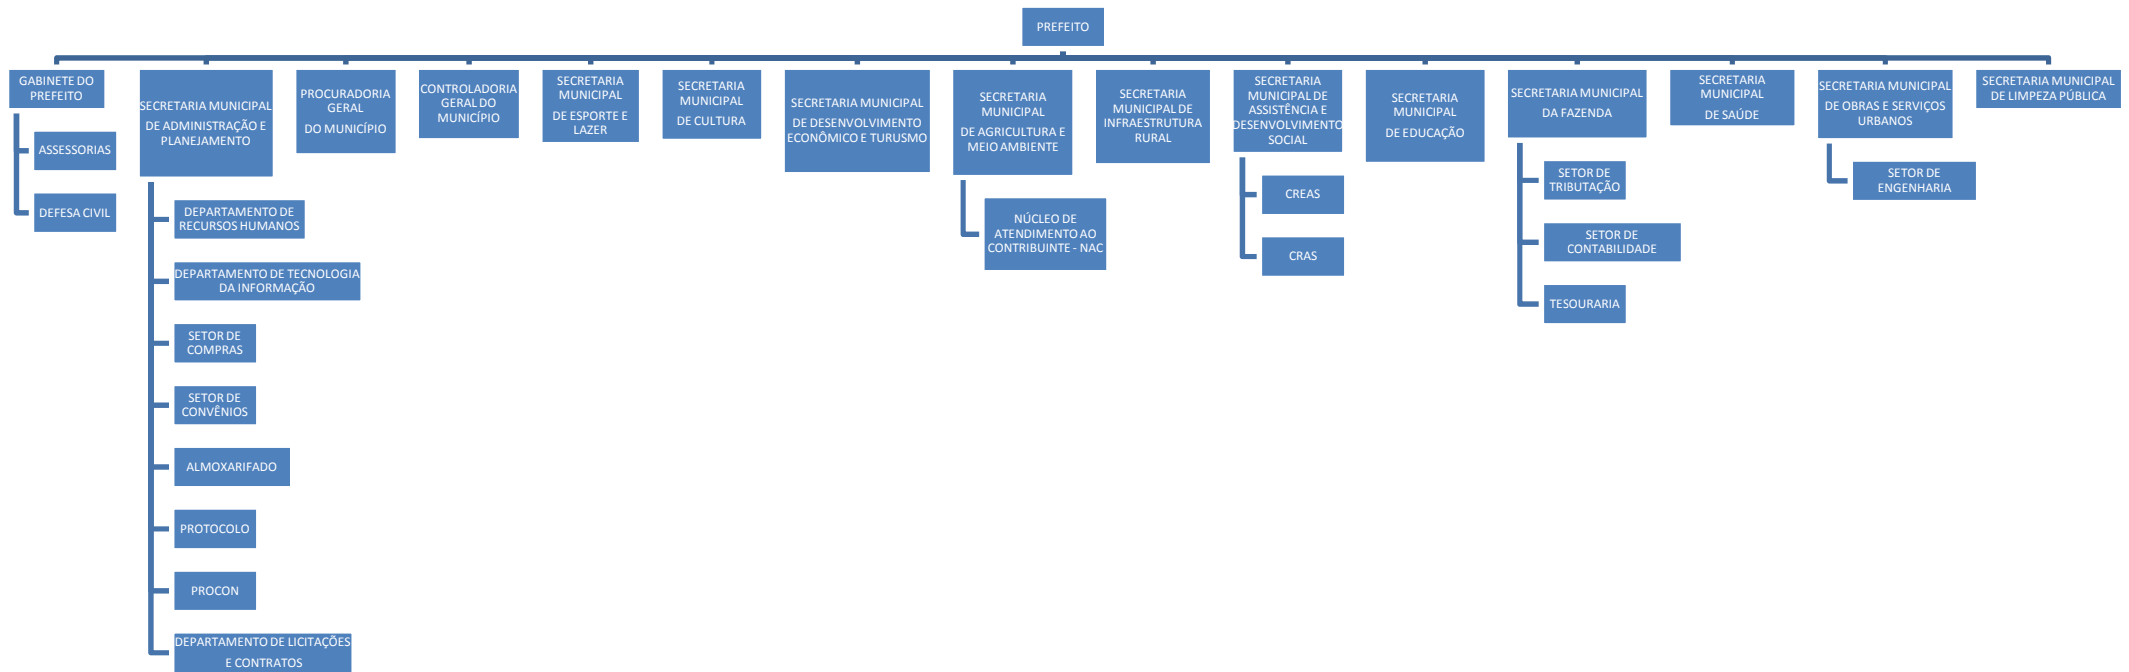 PREFEITO
GABINETE DO
PREFEITO
ASSESSORIAS
DEFESA CIVIL
SECRETARIA MUNICIPAL
DE ADMINISTRAÇÃO E
PLANEJAMENTO
DEPARTAMENTO DE
RECURSOS HUMANOS
DEPARTAMENTO DE TECNOLOGIA
DA INFORMAÇÃO
SETOR DE
COMPRAS
SETOR DE
CONVÊNIOS
ALMOXARIFADO
PROTOCOLO
PROCON
DEPARTAMENTO DE LICITAÇÕES
E CONTRATOS
PROCURADORIA
GERAL
DO MUNICÍPIO
CONTROLADORIA
GERAL DO
MUNICÍPIO
SECRETARIA
MUNICIPAL
DE ESPORTE E
LAZER
SECRETARIA
MUNICIPAL
DE CULTURA
SECRETARIA MUNICIPAL
DE DESENVOLVIMENTO
ECONÔMICO E TURUSMO
SECRETARIA
MUNICIPAL
DE AGRICULTURA E
MEIO AMBIENTE
NÚCLEO DE
ATENDIMENTO AO
CONTRIBUINTE - NAC
SECRETARIA
MUNICIPAL DE
INFRAESTRUTURA
RURAL
SECRETARIA
MUNICIPAL DE
ASSISTÊNCIA E
DESENVOLVIMENTO
SOCIAL
CREAS
CRAS
SECRETARIA
MUNICIPAL
DE EDUCAÇÃO
SECRETARIA MUNICIPAL
DA FAZENDA
SETOR DE
TRIBUTAÇÃO
SETOR DE
CONTABILIDADE
TESOURARIA
SECRETARIA
MUNICIPAL
DE SAÚDE
SECRETARIA MUNICIPAL
DE OBRAS E SERVIÇOS
URBANOS
SETOR DE
ENGENHARIA
SECRETARIA MUNICIPAL
DE LIMPEZA PÚBLICA